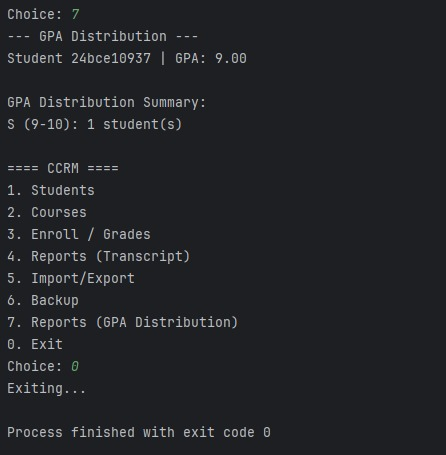 Choice: 7
--- GPA Distribution ---
Student 24bce10937 | GPA: 9.00
GPA Distribution Summary:
S (9-10): 1 student(s)
==== CCRM ====
1. Students
2. Courses
3. Enroll / Grades
4. Reports (Transcript)
5. Import/Export
6. Backup
7. Reports (GPA Distribution)
0. Exit
Choice: 0
Exiting...
Process finished with exit code 0